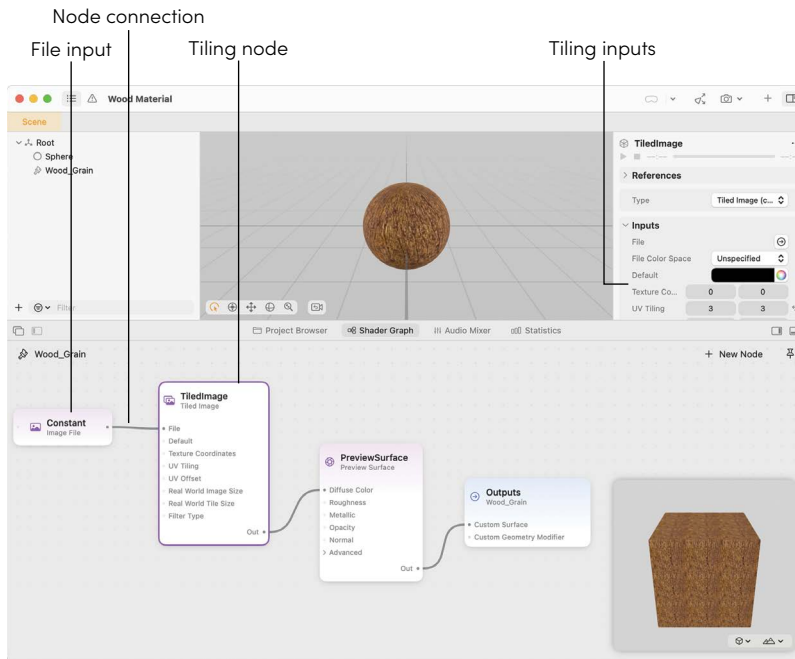 Node connection
File input
Tiling node
Tiling inputs
Wood Material
Scene
Root
Sphere
Wood_Grain
Filter
TiledImage
References
Type
Tiled Image (c...
Inputs
File
File Color Space
Unspecified
Default
Texture Co...
0
0
UV Tiling
3
3
Project Browser
Shader Graph
Audio Mixer
Statistics
Wood_Grain
+ New Node
Constant
Image File
TiledImage
Tiled Image
File
Default
Texture Coordinates
UV Tiling
UV Offset
Real World Image Size
Real World Tile Size
Filter Type
Out
PreviewSurface
Preview Surface
Diffuse Color
Roughness
Metallic
Opacity
Normal
Advanced
Out
Outputs
Wood_Grain
Custom Surface
Custom Geometry Modifier